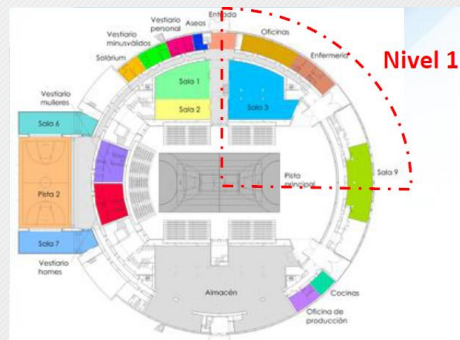 Entrada
Aseos
Vestiario
personal
Vestiario
minusválidos
Solárium
Oficinas
Enfermería
Nivel 1
Sala 1
Sala 2
Sala 3
Vestiario
mulleres
Sala 6
Pista 2
Sala 7
Vestiario
homes
Pista
principal
Sala 9
Almacén
Cocinas
Oficina de
producción